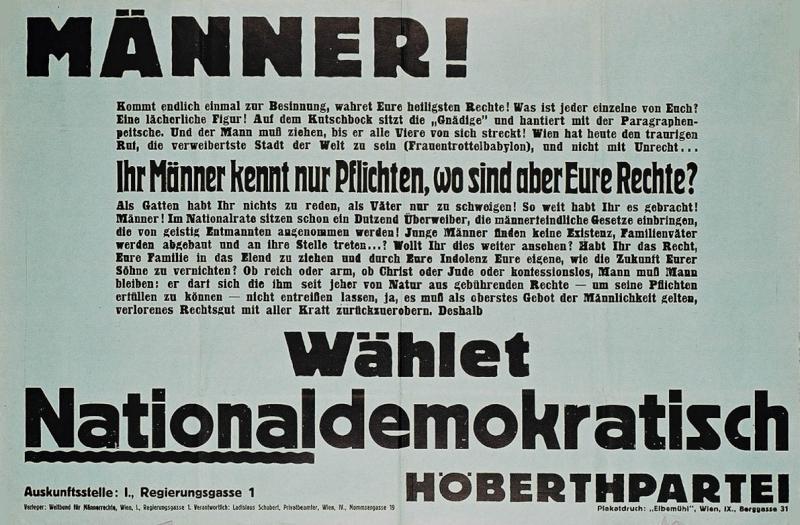 MÄNNER!
Kommt endlich einmal zur Besinnung, wahret Eure heiligsten Rechte! Was ist jeder einzelne von Euch?
Eine lächerliche Figur! Auf dem Kutschbock sitzt die „Gnädige" und hantiert mit der Paragraphen-
peitsche. Und der Mann muß ziehen, bis er alle Viere von sich streckt! Wien hat heute den traurigen
Ruf, die verweibertste Stadt der Welt zu sein (Frauentrottelbabylon), und nicht mit Unrecht...
Ihr Männer kennt nur Pflichten, wo sind aber Eure Rechte?
Als Gatten habt Ihr nichts zu reden, als Väter nur zu schweigen! So weit habt Ihr es gebracht!
Männer! Im Nationalrate sitzen schon ein Dutzend Überweiber, die männerfeindliche Gesetze einbringen,
die von geistig Entmannten angenommen werden! Junge Männer finden keine Existenz, Familienväter
werden abgebaut und an ihre Stelle treten...? Wollt Ihr dies weiter ansehen? Habt Ihr das Recht,
Eure Familie in das Elend zu ziehen und durch Eure Indolenz Eure eigene, wie die Zukunft Eurer
Söhne zu vernichten? Ob reich oder arm, ob Christ oder Jude oder konfessionslos, Mann muß Mann
bleiben: er darf sich die ihm seit jeher von Natur aus gebührenden Rechte — um seine Pflichten
erfüllen zu können — nicht entreißen lassen, ja, es muß als oberstes Gebot der Männlichkeit gelten,
verlorenes Rechtsgut mit aller Kraft zurückzuerobern. Deshalb
Wählet
Nationaldemokratisch
HÖBERTHPARTEI
Auskunftsstelle: I., Regierungsgasse 1
Verleger: Weltbund für Männerrechte, Wien, I., Regierungsgasse 1. Verantwortlich: Ladislaus Schubert, Privatbeamter, Wien, IV., Mommsengasse 19
Plakatdruck: „Elbemühl", Wien, IX., Berggasse 31